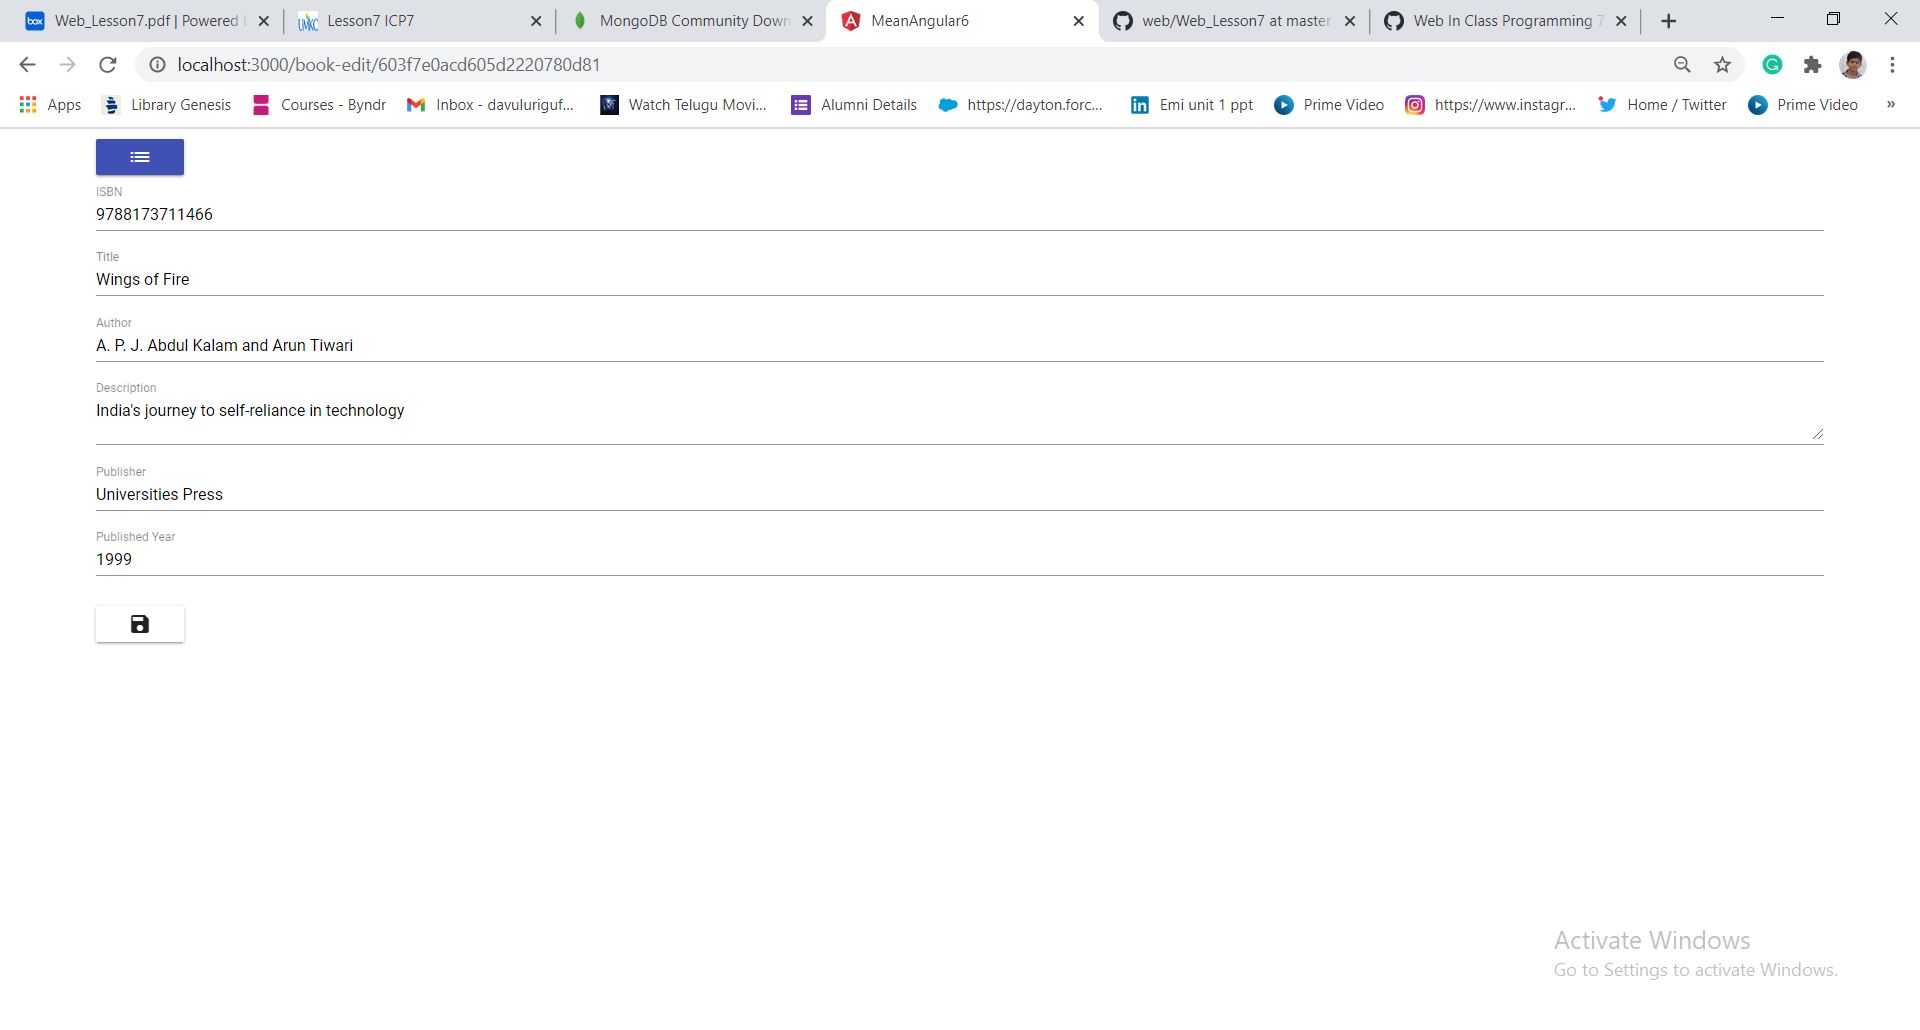 Web_Lesson7.pdf | Powered
Lesson7 ICP7
MongoDB Community Down
MeanAngular6
web/Web_Lesson7 at master
Web In Class Programming 7
localhost:3000/book-edit/603f7e0acd605d2220780d81
Apps
Library Genesis
Courses - Byndr
Inbox - davuluriguf...
Watch Telugu Movi...
Alumni Details
https://dayton.forc...
Emi unit 1 ppt
Prime Video
https://www.instagr...
Home / Twitter
Prime Video
»
ISBN
9788173711466
Title
Wings of Fire
Author
A. P. J. Abdul Kalam and Arun Tiwari
Description
India's journey to self-reliance in technology
Publisher
Universities Press
Published Year
1999
Activate Windows
Go to Settings to activate Windows.